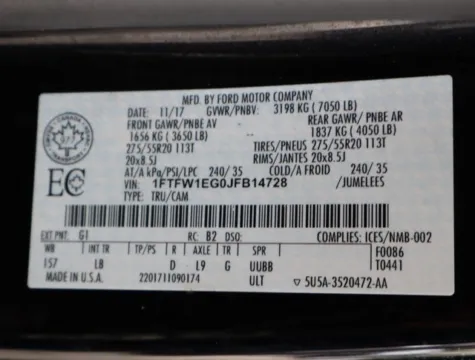 MFD. BY FORD MOTOR COMPANY
DATE: 11/17 GVWR/PNBV: 3198 KG (7050 LB)
FRONT GAWR/PNBE AV REAR GAWR/ PNBE AR
1656 KG (3650 LB) 1837 KG (4050 LB)
275/55R20 113T TIRES/PNEUS 275/55R20 113T
20x8.5J RIMS/JANTES 20x8.5J
AT/A kPa/PSI/LPC 240/35 COLD/A FROID 240/35
VIN: 1FTFW1EG0JFB14728 /JUMELEES
TYPE: TRU/CAM
EC
EXT PNT: G1 RC: B2 DSO: COMPLIES: ICES/NMB-002
WB INT TR TP/PS R AXLE TR SPR F0086
157 LB D L9 G UUBB T0441
MADE IN U.S.A. 2201711090174 ULT ▽ 5U5A-3520472-AA